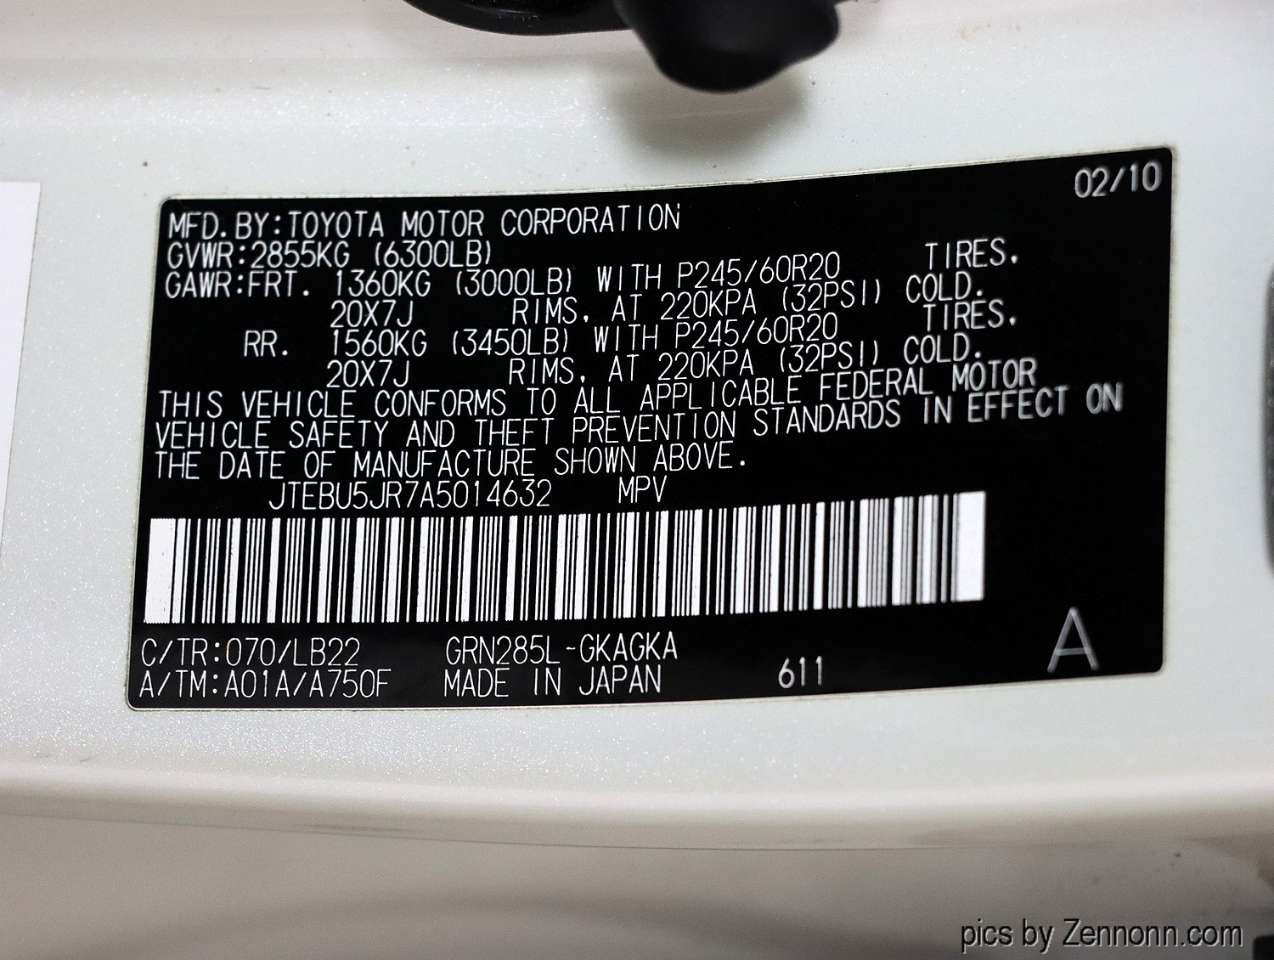 02/10
MFD. BY: TOYOTA MOTOR CORPORATION
GVWR: 2855KG (6300LB)
GAWR: FRT. 1360KG (3000LB) WITH P245/60R20 TIRES,
20X7J RIMS, AT 220KPA (32PSI) COLD.
RR. 1560KG (3450LB) WITH P245/60R20 TIRES,
20X7J RIMS, AT 220KPA (32PSI) COLD.
THIS VEHICLE CONFORMS TO ALL APPLICABLE FEDERAL MOTOR
VEHICLE SAFETY AND THEFT PREVENTION STANDARDS IN EFFECT ON
THE DATE OF MANUFACTURE SHOWN ABOVE.
JTEBU5JR7A5014632 MPV
C/TR: 070/LB22 GRN285L-GKAGKA
A/TM: A01A/A750F MADE IN JAPAN 611 A
pics by Zennonn.com